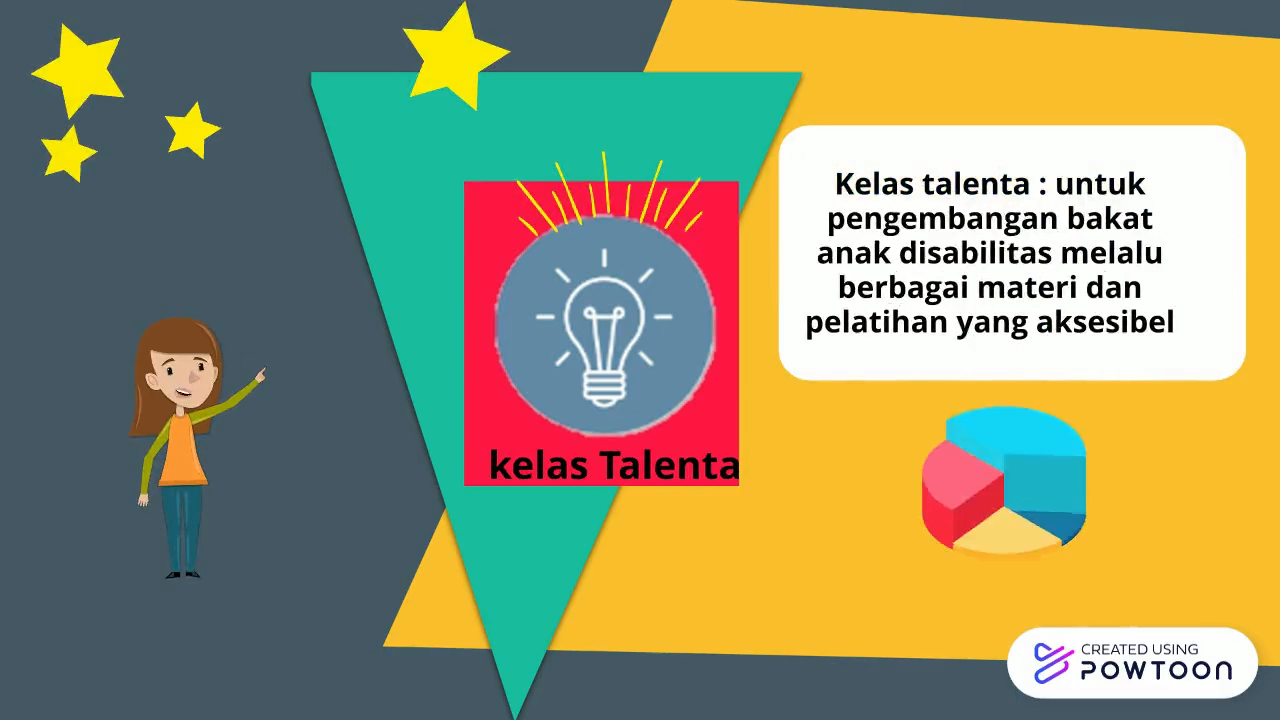 Kelas talenta : untuk
pengembangan bakat
anak disabilitas melalu
berbagai materi dan
pelatihan yang aksesibel
kelas Talenta
CREATED USING
POWTOON